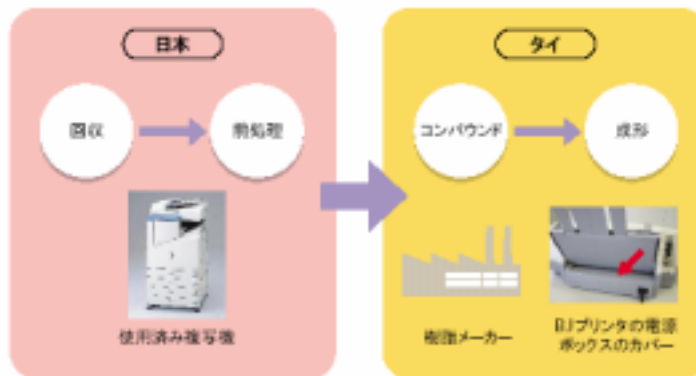 日本
タイ
回収
前処理
コンパウンド
成形
使用済み複写機
樹脂メーカー
BJプリンタの電源
ボックスのカバー